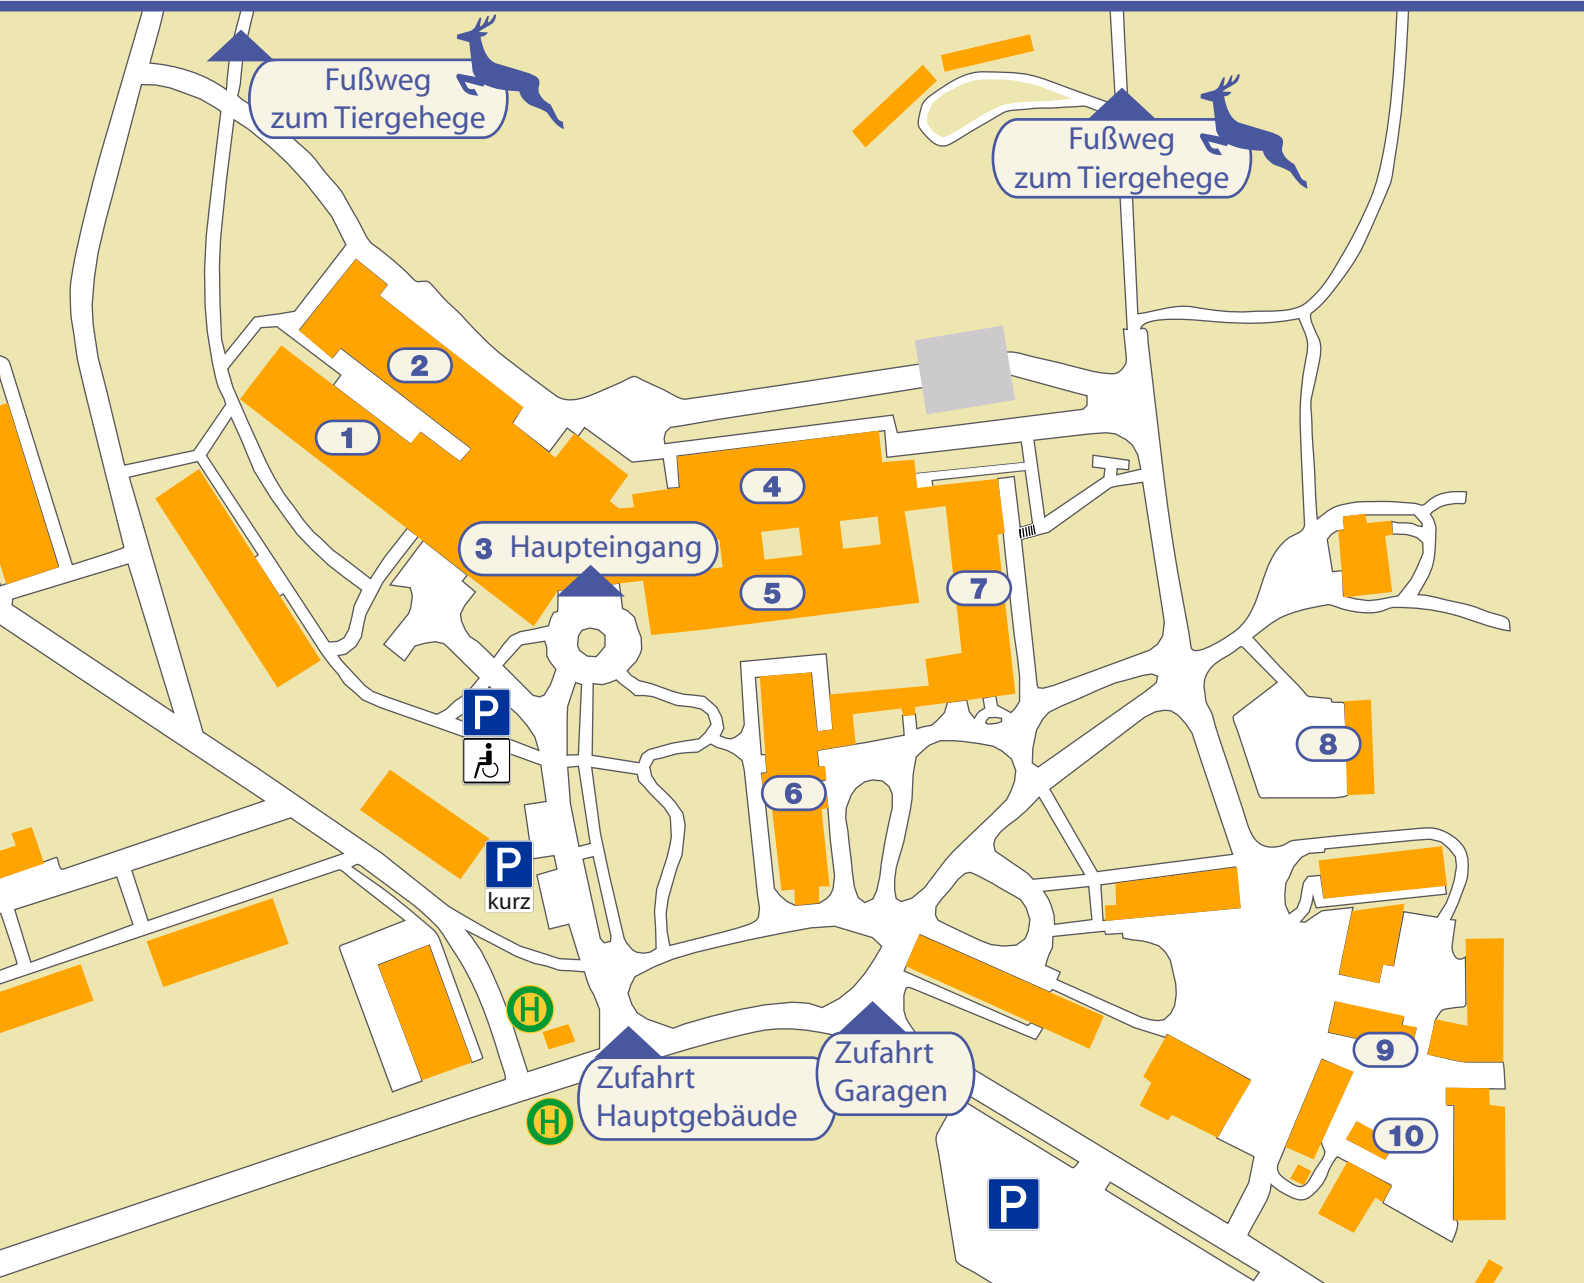 Fußweg
zum Tiergehege
Fußweg
zum Tiergehege
2
1
4
3 Haupteingang
5
7
P
8
6
P
kurz
H
Zufahrt
Garagen
9
Zufahrt
Hauptgebäude
H
10
P